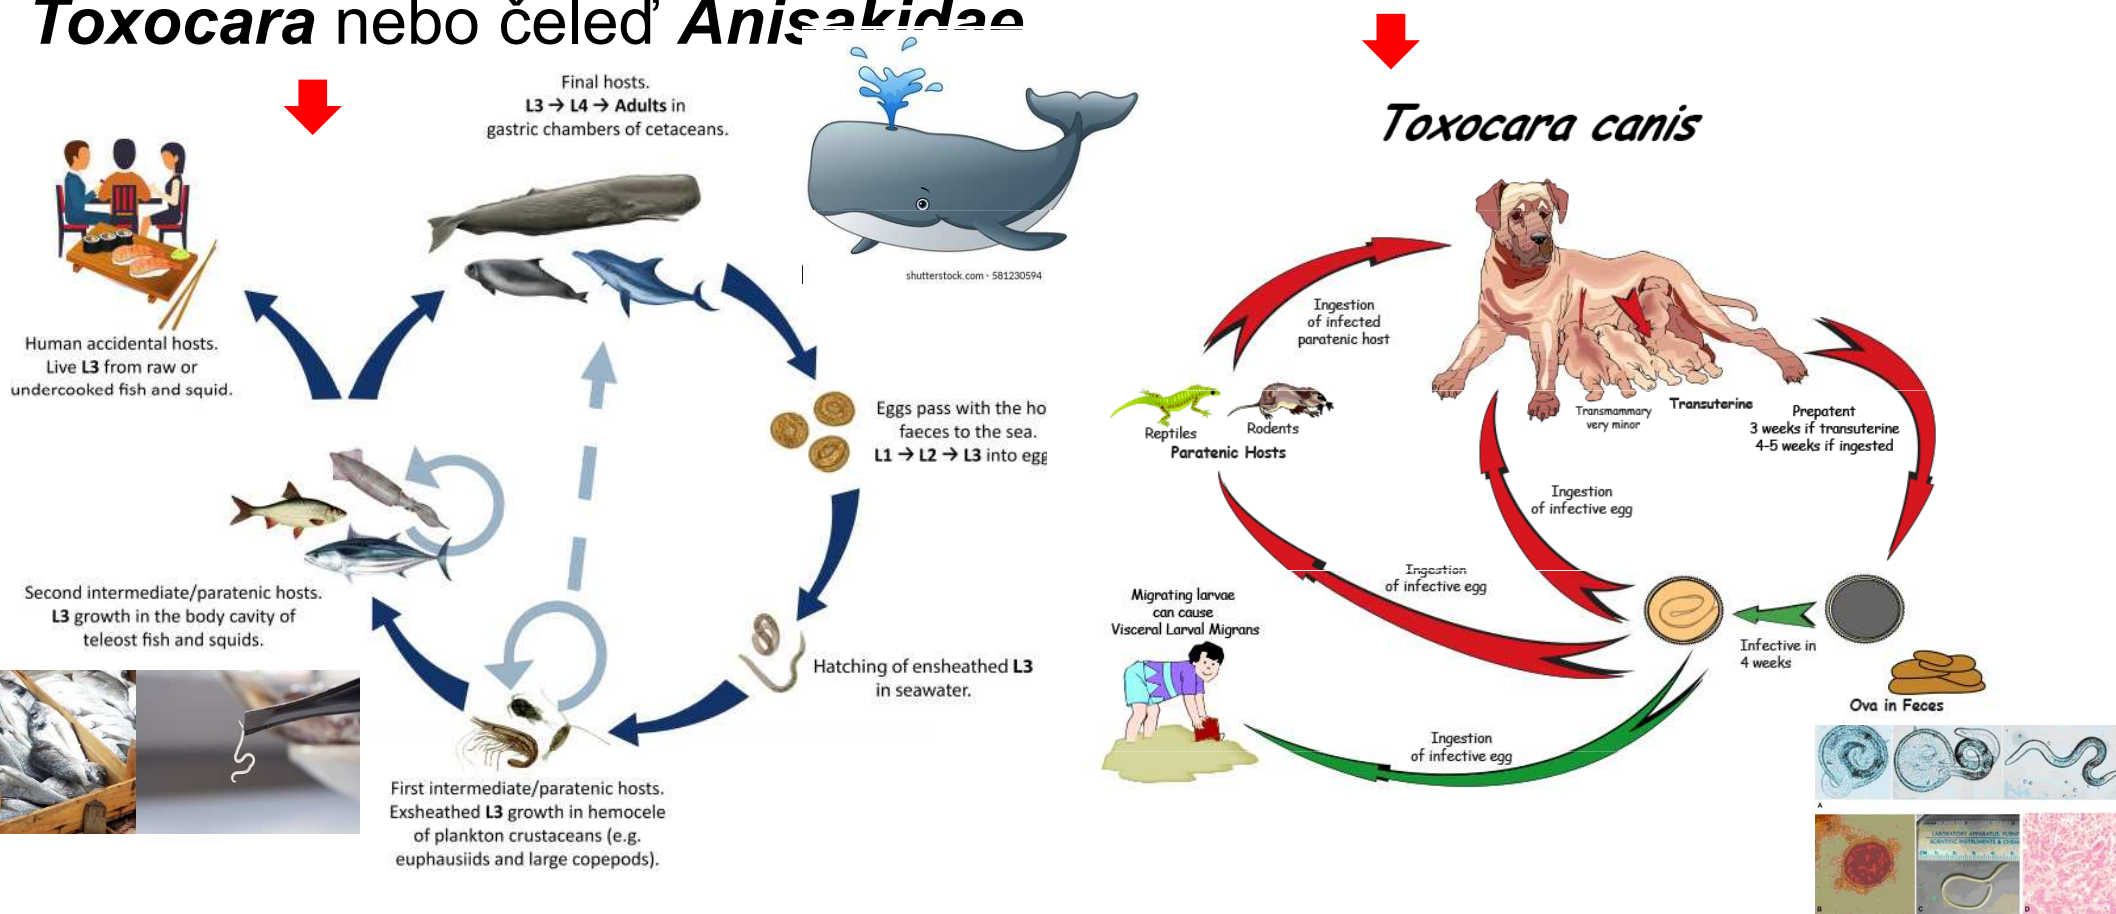 Toxocara nebo čeleď Anisakidae
Final hosts.
L3 → L4 → Adults in
gastric chambers of cetaceans.
shutterstock.com · 581230594
Human accidental hosts.
Live L3 from raw or
undercooked fish and squid.
Eggs pass with the ho
faeces to the sea.
L1 → L2 → L3 into egg
Second intermediate/paratenic hosts.
L3 growth in the body cavity of
teleost fish and squids.
Hatching of ensheathed L3
in seawater.
First intermediate/paratenic hosts.
Exsheathed L3 growth in hemocele
of plankton crustaceans (e.g.
euphausiids and large copepods).
Toxocara canis
Ingestion
of infected
paratenic host
Reptiles
Rodents
Paratenic Hosts
Transmammary
very minor
Transuterine
Prepatent
3 weeks if transuterine
4-5 weeks if ingested
Ingestion
of infective egg
Ingestion
of infective egg
Migrating larvae
can cause
Visceral Larval Migrans
Infective in
4 weeks
Ova in Feces
Ingestion
of infective egg
A
B
C
D